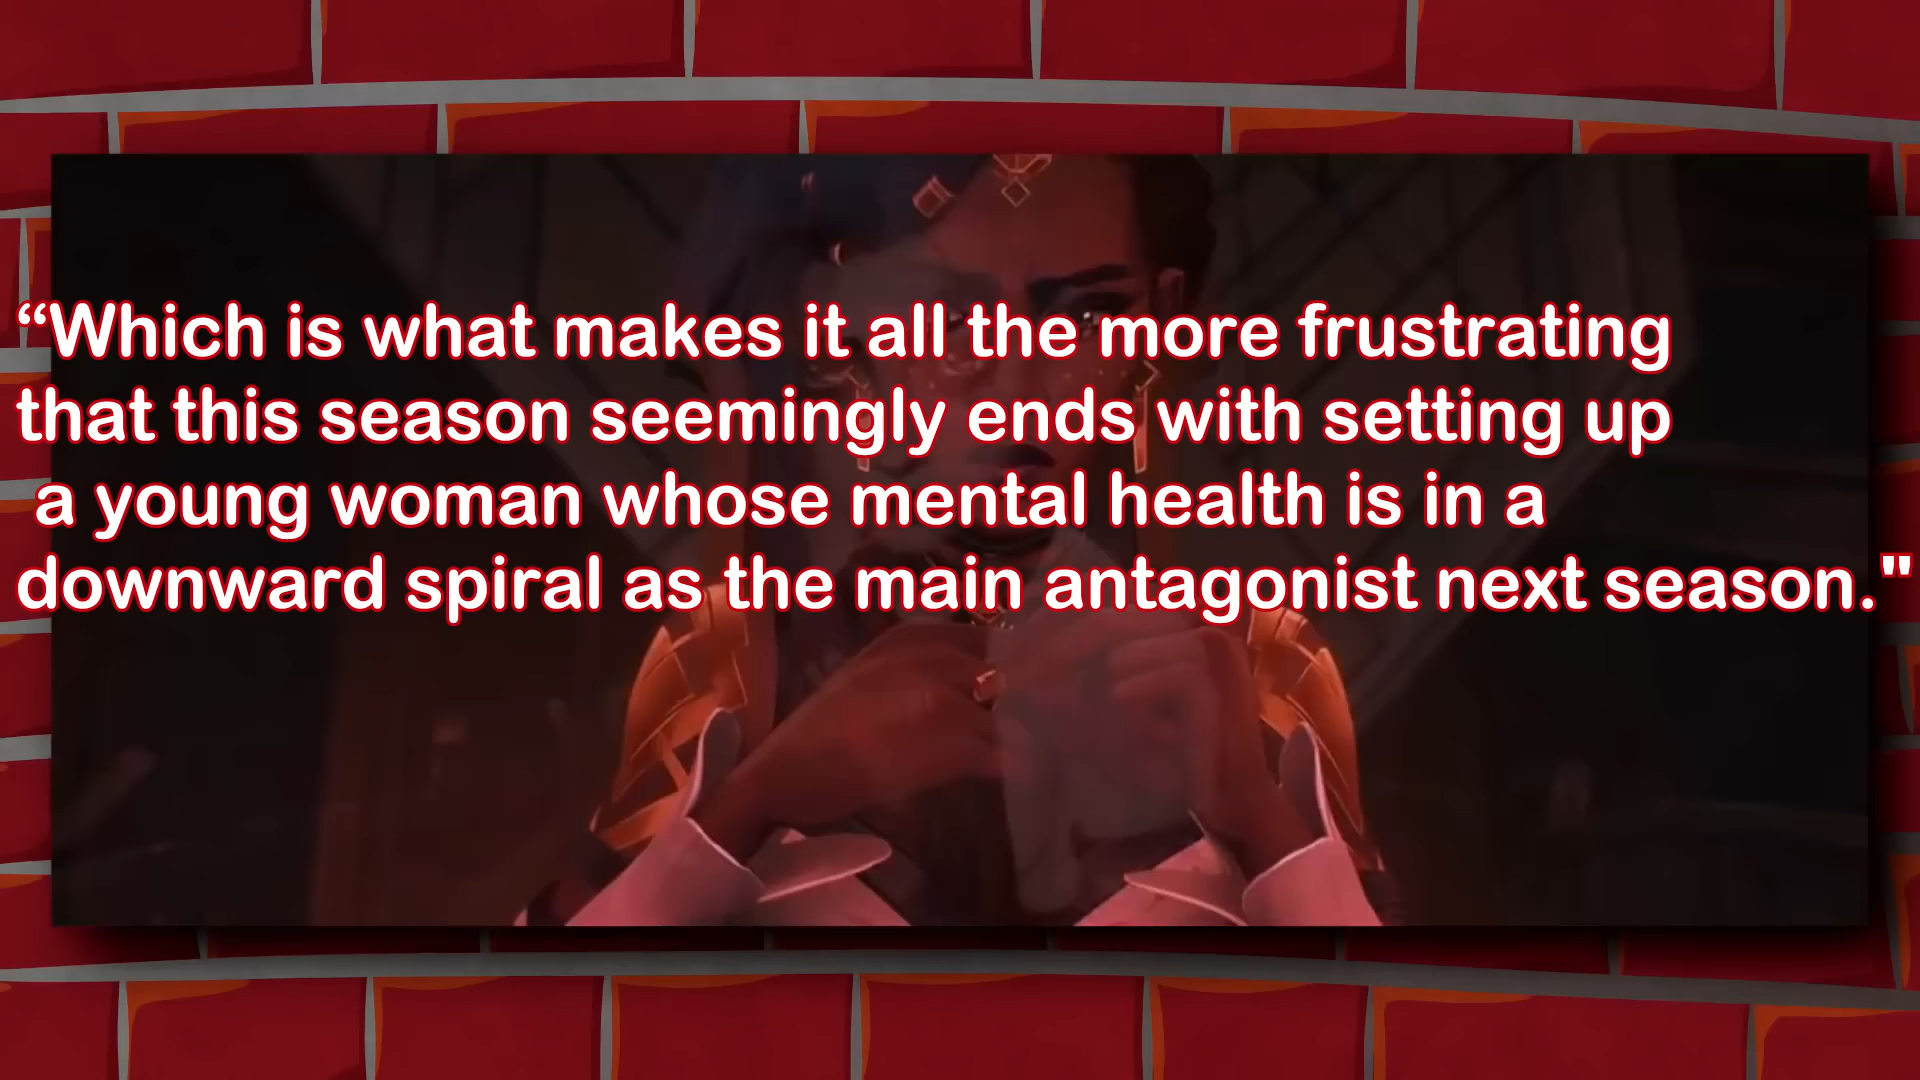 “Which is what makes it all the more frustrating
that this season seemingly ends with setting up
a young woman whose mental health is in a
downward spiral as the main antagonist next season."